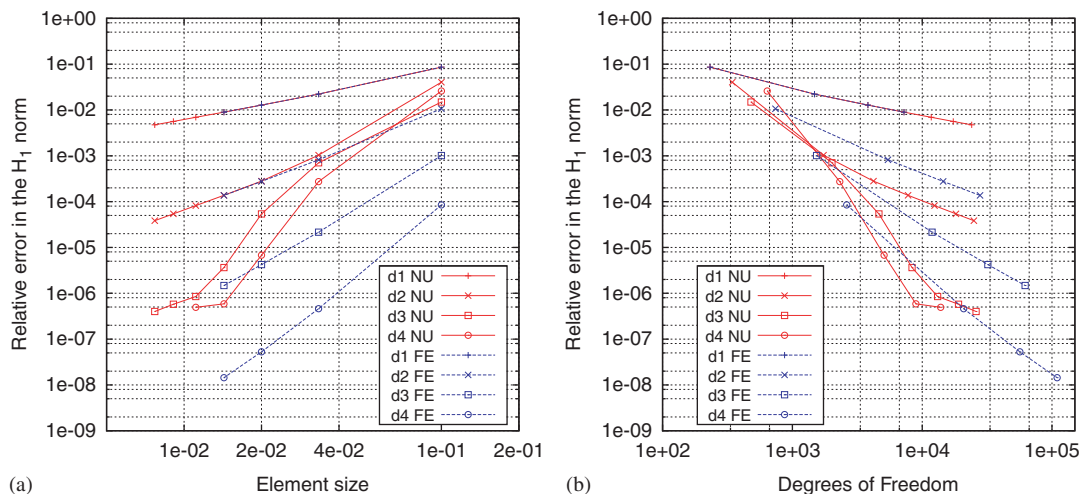 Relative error in the H1 norm
1e+00
1e-01
1e-02
1e-03
1e-04
1e-05
1e-06
1e-07
1e-08
1e-09
d1 NU
d2 NU
d3 NU
d4 NU
d1 FE
d2 FE
d3 FE
d4 FE
1e-02 2e-02 4e-02 1e-01 2e-01
(a) Element size
Relative error in the H1 norm
1e+00
1e-01
1e-02
1e-03
1e-04
1e-05
1e-06
1e-07
1e-08
1e-09
d1 NU
d2 NU
d3 NU
d4 NU
d1 FE
d2 FE
d3 FE
d4 FE
1e+02 1e+03 1e+04 1e+05
(b) Degrees of Freedom